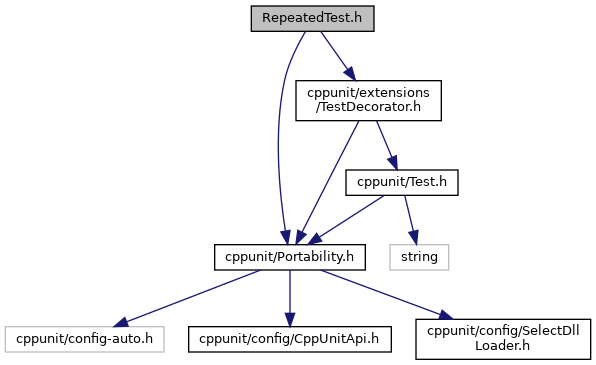 RepeatedTest.h
cppunit/extensions
/TestDecorator.h
cppunit/Test.h
cppunit/Portability.h
string
cppunit/config-auto.h
cppunit/config/CppUnitApi.h
cppunit/config/SelectDll
Loader.h